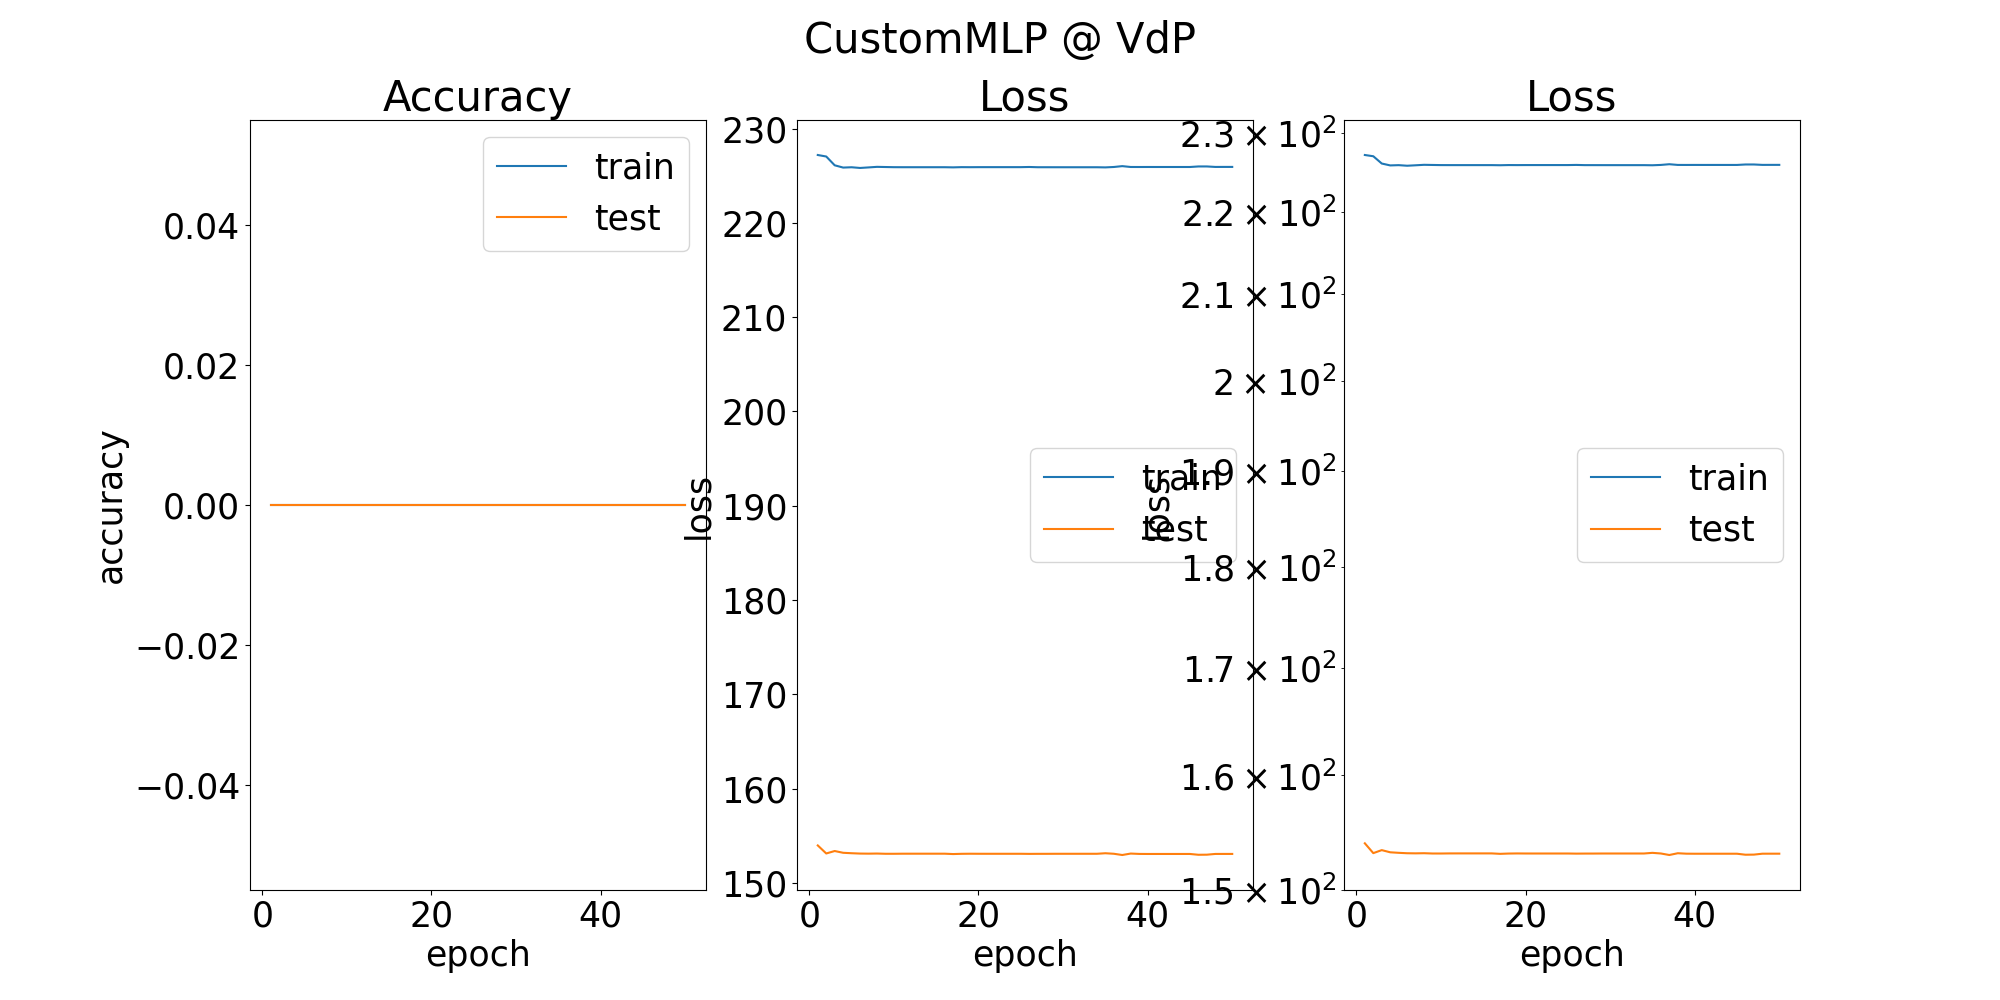 CustomMLP @ VdP
Accuracy
train
test
0.04
0.02
0.00
−0.02
−0.04
accuracy
0
20
40
epoch
Loss
230
220
210
200
190
180
170
160
150
loss
train
test
0
20
40
epoch
Loss
2.3 × 10²
2.2 × 10²
2.1 × 10²
2 × 10²
1.9 × 10²
1.8 × 10²
1.7 × 10²
1.6 × 10²
1.5 × 10²
loss
train
test
0
20
40
epoch